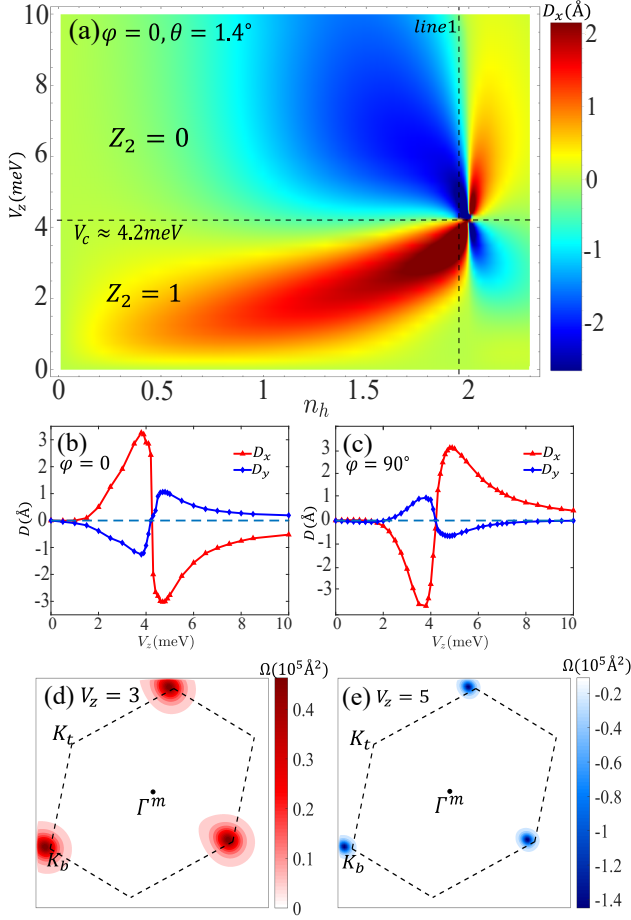 (a) φ = 0, θ = 1.4°
line1
D_x(Å)
10
8
6
4
2
0
V_z(meV)
Z_2 = 0
V_c ≈ 4.2meV
Z_2 = 1
0 0.5 1 1.5 2
n_h
2
1
0
-1
-2
(b)
φ = 0
D_x
D_y
3
2
1
0
-1
-2
-3
D(Å)
0 2 4 6 8 10
V_z(meV)
(c)
φ = 90°
D_x
D_y
3
2
1
0
-1
-2
-3
D(Å)
0 2 4 6 8 10
V_z(meV)
Ω(10^5Å^2)
(d) V_z = 3
K_t
Γ^m
K_b
0.4
0.3
0.2
0.1
0
Ω(10^5Å^2)
(e) V_z = 5
K_t
Γ^m
K_b
-0.2
-0.4
-0.6
-0.8
-1
-1.2
-1.4